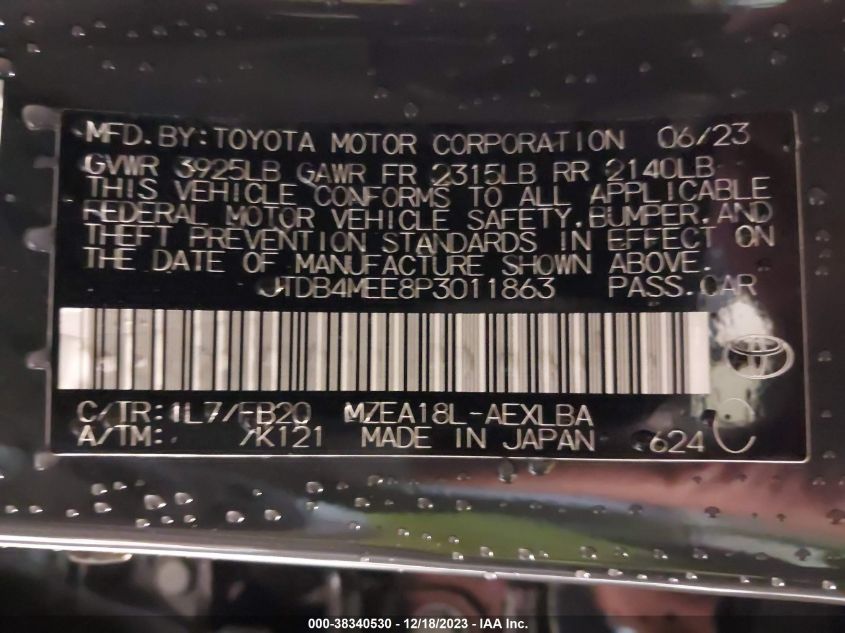 MFD. BY: TOYOTA MOTOR CORPORATION 06/23
GVWR 3925LB GAWR FR 2315LB RR 2140LB
THIS VEHICLE CONFORMS TO ALL APPLICABLE
FEDERAL MOTOR VEHICLE SAFETY, BUMPER, AND
THEFT PREVENTION STANDARDS IN EFFECT ON
THE DATE OF MANUFACTURE SHOWN ABOVE.
JTDB4MEE8P3011863 PASS. CAR
C/TR: 1L7/FB20 MZEA18L-AEXLBA
A/TM: /K121 MADE IN JAPAN 624 C
000-38340530 - 12/18/2023 - IAA Inc.